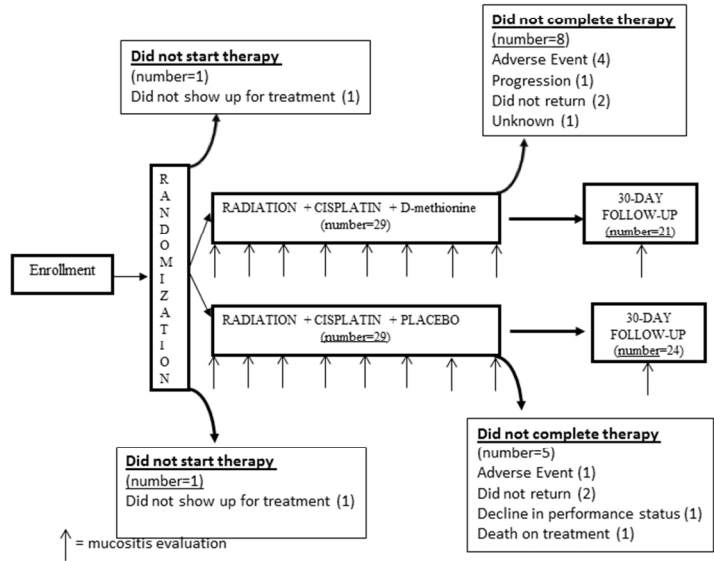 Did not complete therapy
(number=8)
Adverse Event (4)
Progression (1)
Did not return (2)
Unknown (1)
Did not start therapy
(number=1)
Did not show up for treatment (1)
RANDOMIZATION
RADIATION + CISPLATIN + D-methionine
(number=29)
30-DAY
FOLLOW-UP
(number=21)
Enrollment
RADIATION + CISPLATIN + PLACEBO
(number=29)
30-DAY
FOLLOW-UP
(number=24)
Did not start therapy
(number=1)
Did not show up for treatment (1)
Did not complete therapy
(number=5)
Adverse Event (1)
Did not return (2)
Decline in performance status (1)
Death on treatment (1)
= mucositis evaluation